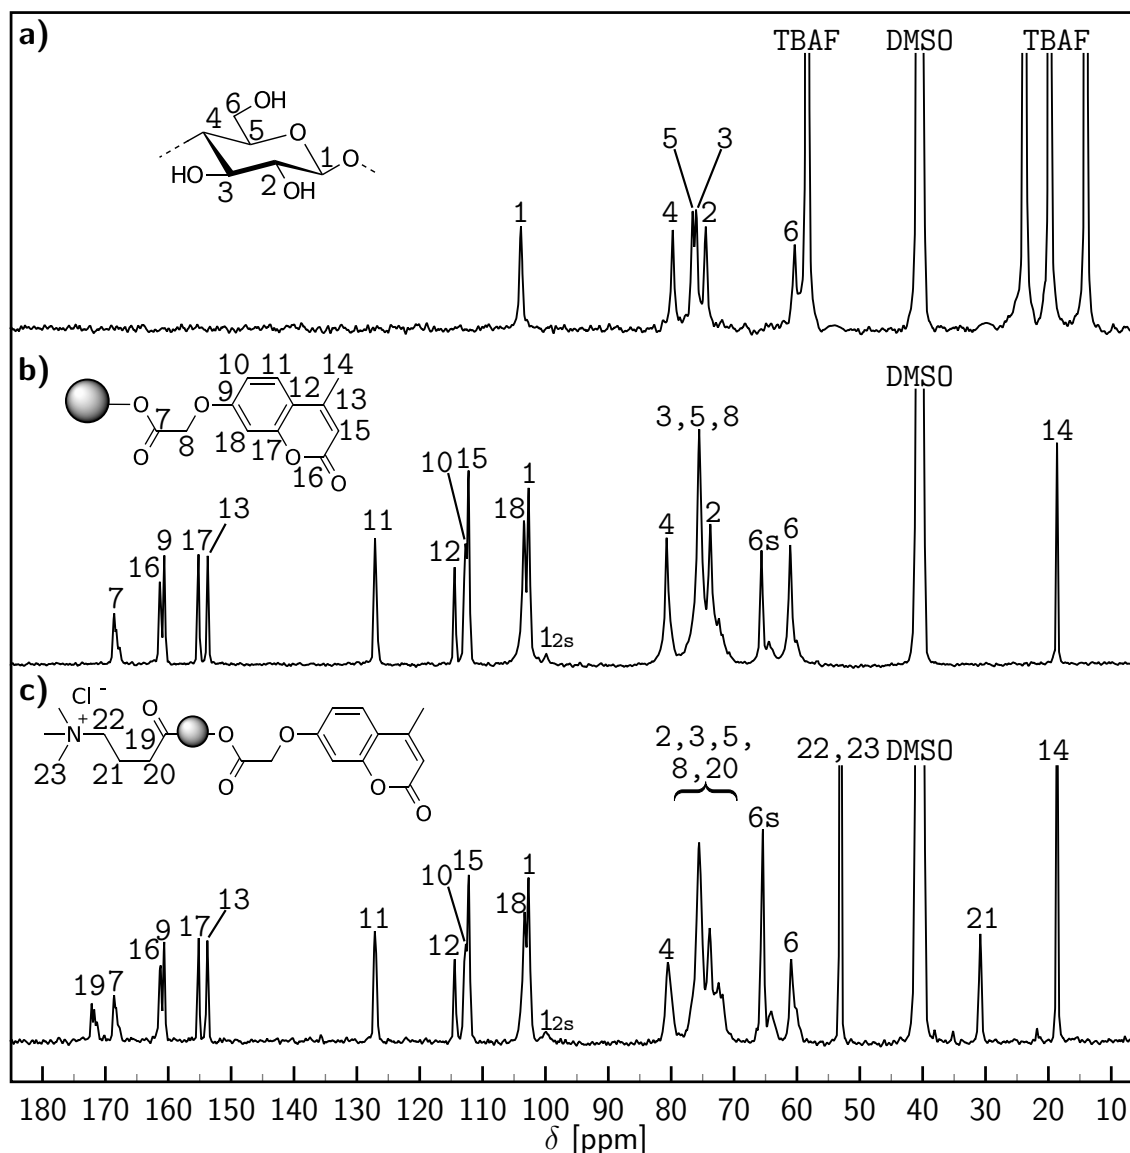 a)
TBAF DMSO TBAF
6 OH
4
5 O
1 O
HO
3 2 OH
5 3
1 4 2 6
b)
DMSO
10 11 14
9 12 13
O O
7
8 18 17 15
O O
16 O
3,5,8
14
10 15
1
18
13
9 17
16
11
12
4 2
6s 6
7
12s
c)
Cl -
+
N 22 O
19 O O
23 21 20 O O O
2,3,5,
8,20
22,23 DMSO 14
6s
15
10 1
18
13
9 17
16
11
12
4 6
21
19 7
12s
180 170 160 150 140 130 120 110 100 90 80 70 60 50 40 30 20 10
δ [ppm]